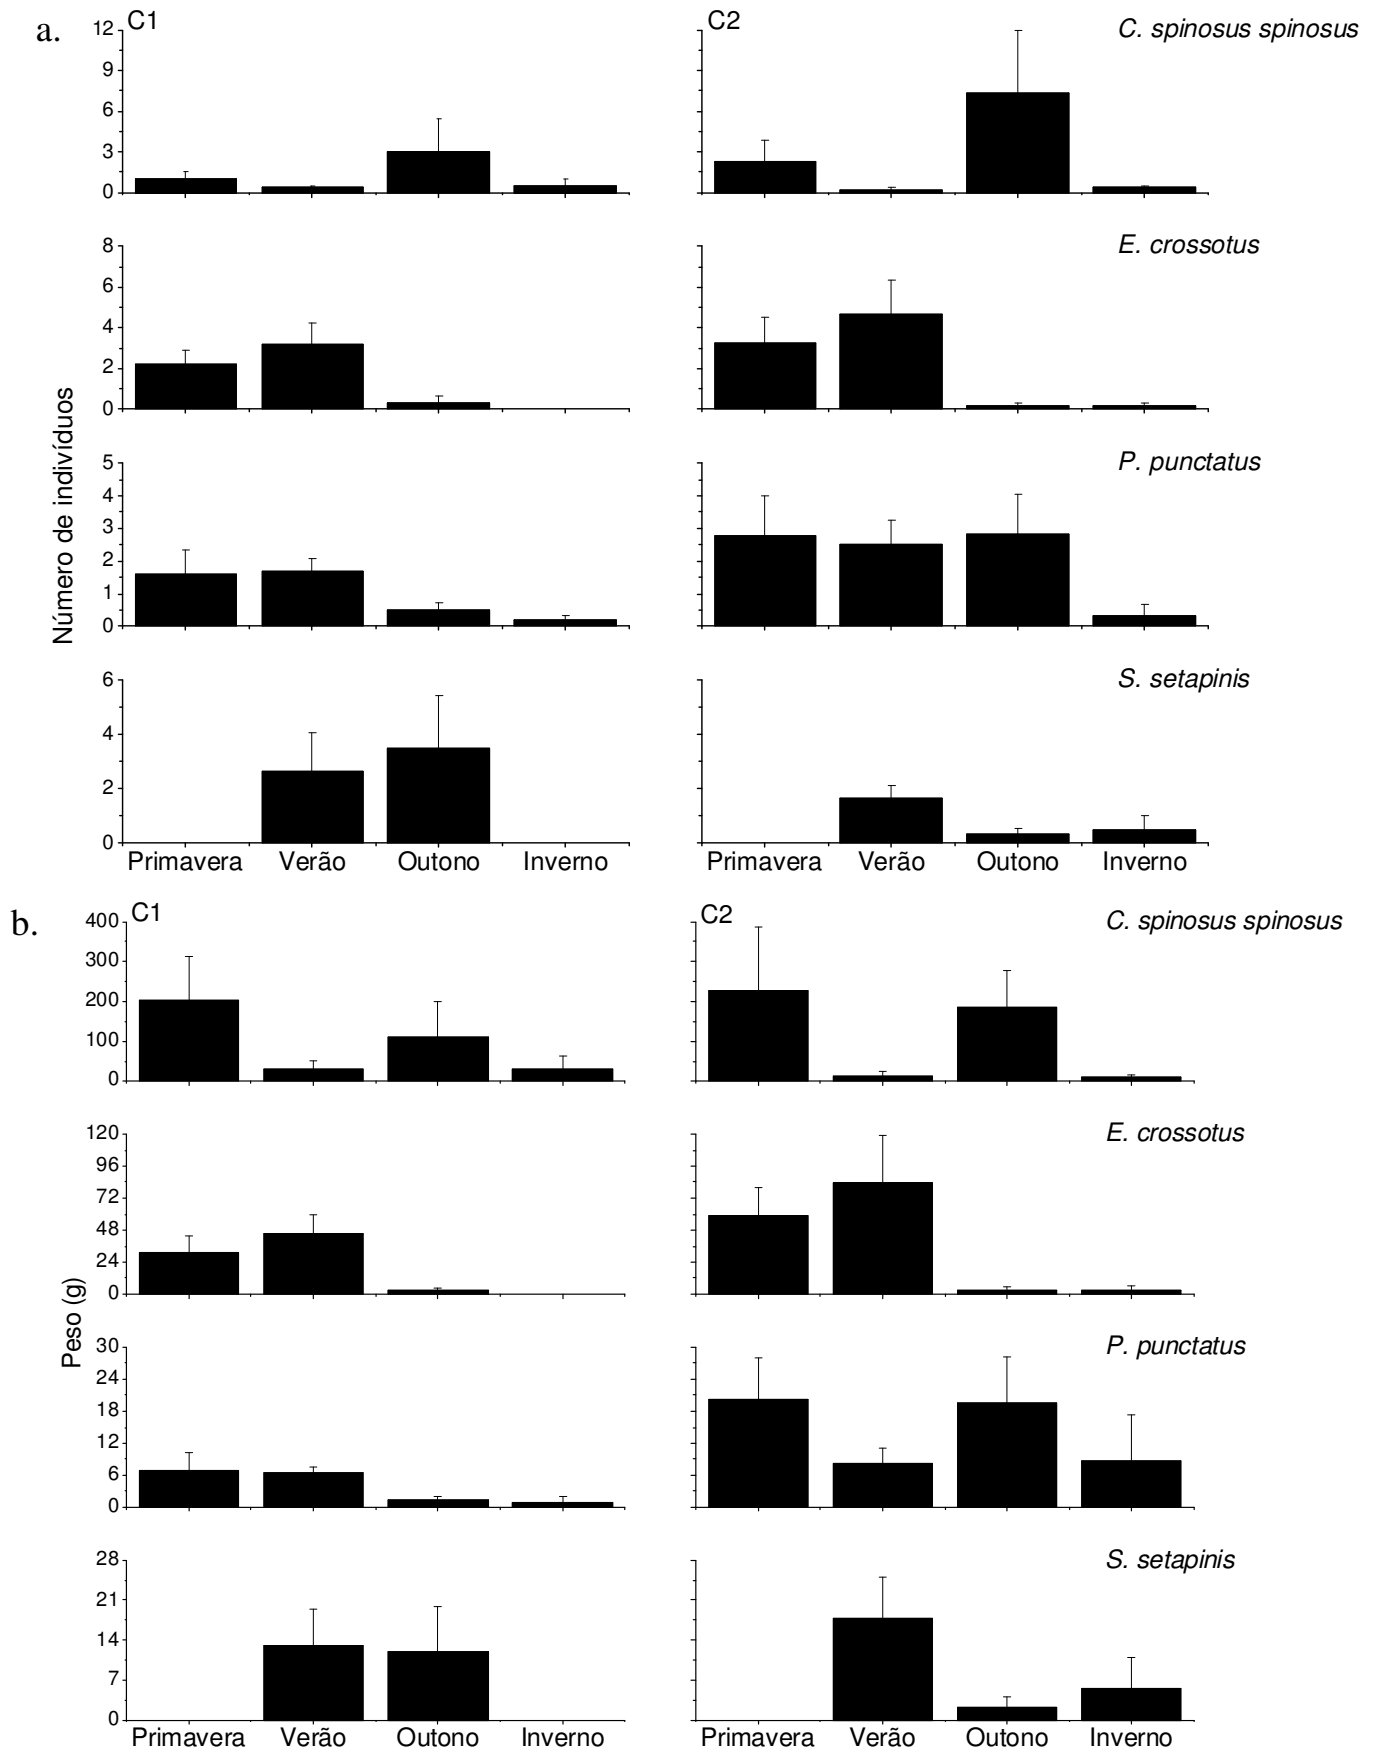 a.
C1
C2
C. spinosus spinosus
12
9
6
3
0
E. crossotus
8
6
4
2
0
P. punctatus
5
4
3
2
1
0
S. setapinis
6
4
2
0
Número de indivíduos
Primavera Verão Outono Inverno
Primavera Verão Outono Inverno
b.
C1
C2
C. spinosus spinosus
400
300
200
100
0
E. crossotus
120
96
72
48
24
0
P. punctatus
30
24
18
12
6
0
S. setapinis
28
21
14
7
0
Peso (g)
Primavera Verão Outono Inverno
Primavera Verão Outono Inverno